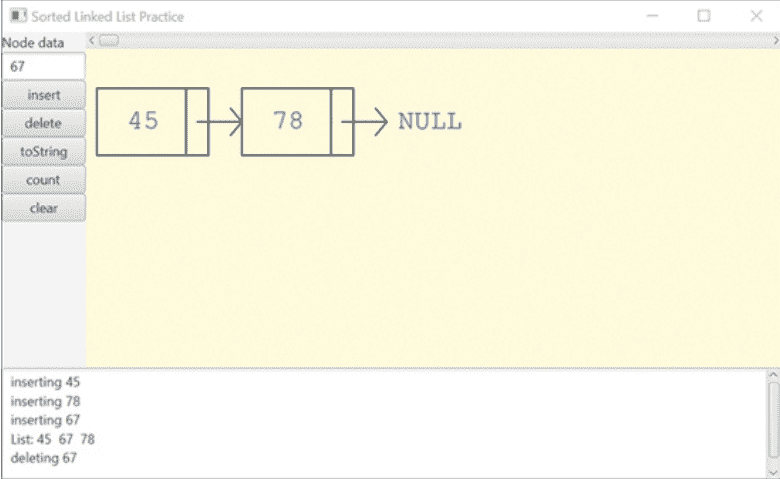 Sorted Linked List Practice
Node data
67
insert
delete
toString
count
clear
45 78 NULL
inserting 45
inserting 78
inserting 67
List: 45 67 78
deleting 67